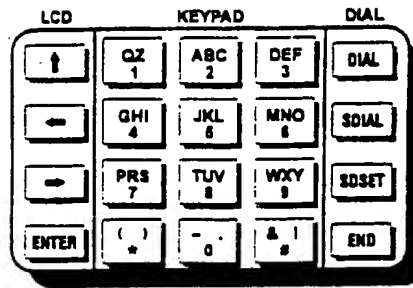 LCD KEYPAD DIAL
↑ QZ ABC DEF DIAL
1 2 3
← GHI JKL MNO SDIAL
4 5 6
→ PRS TUV WXY SDSET
7 8 9
ENTER ( ) - . & ! END
* 0 #